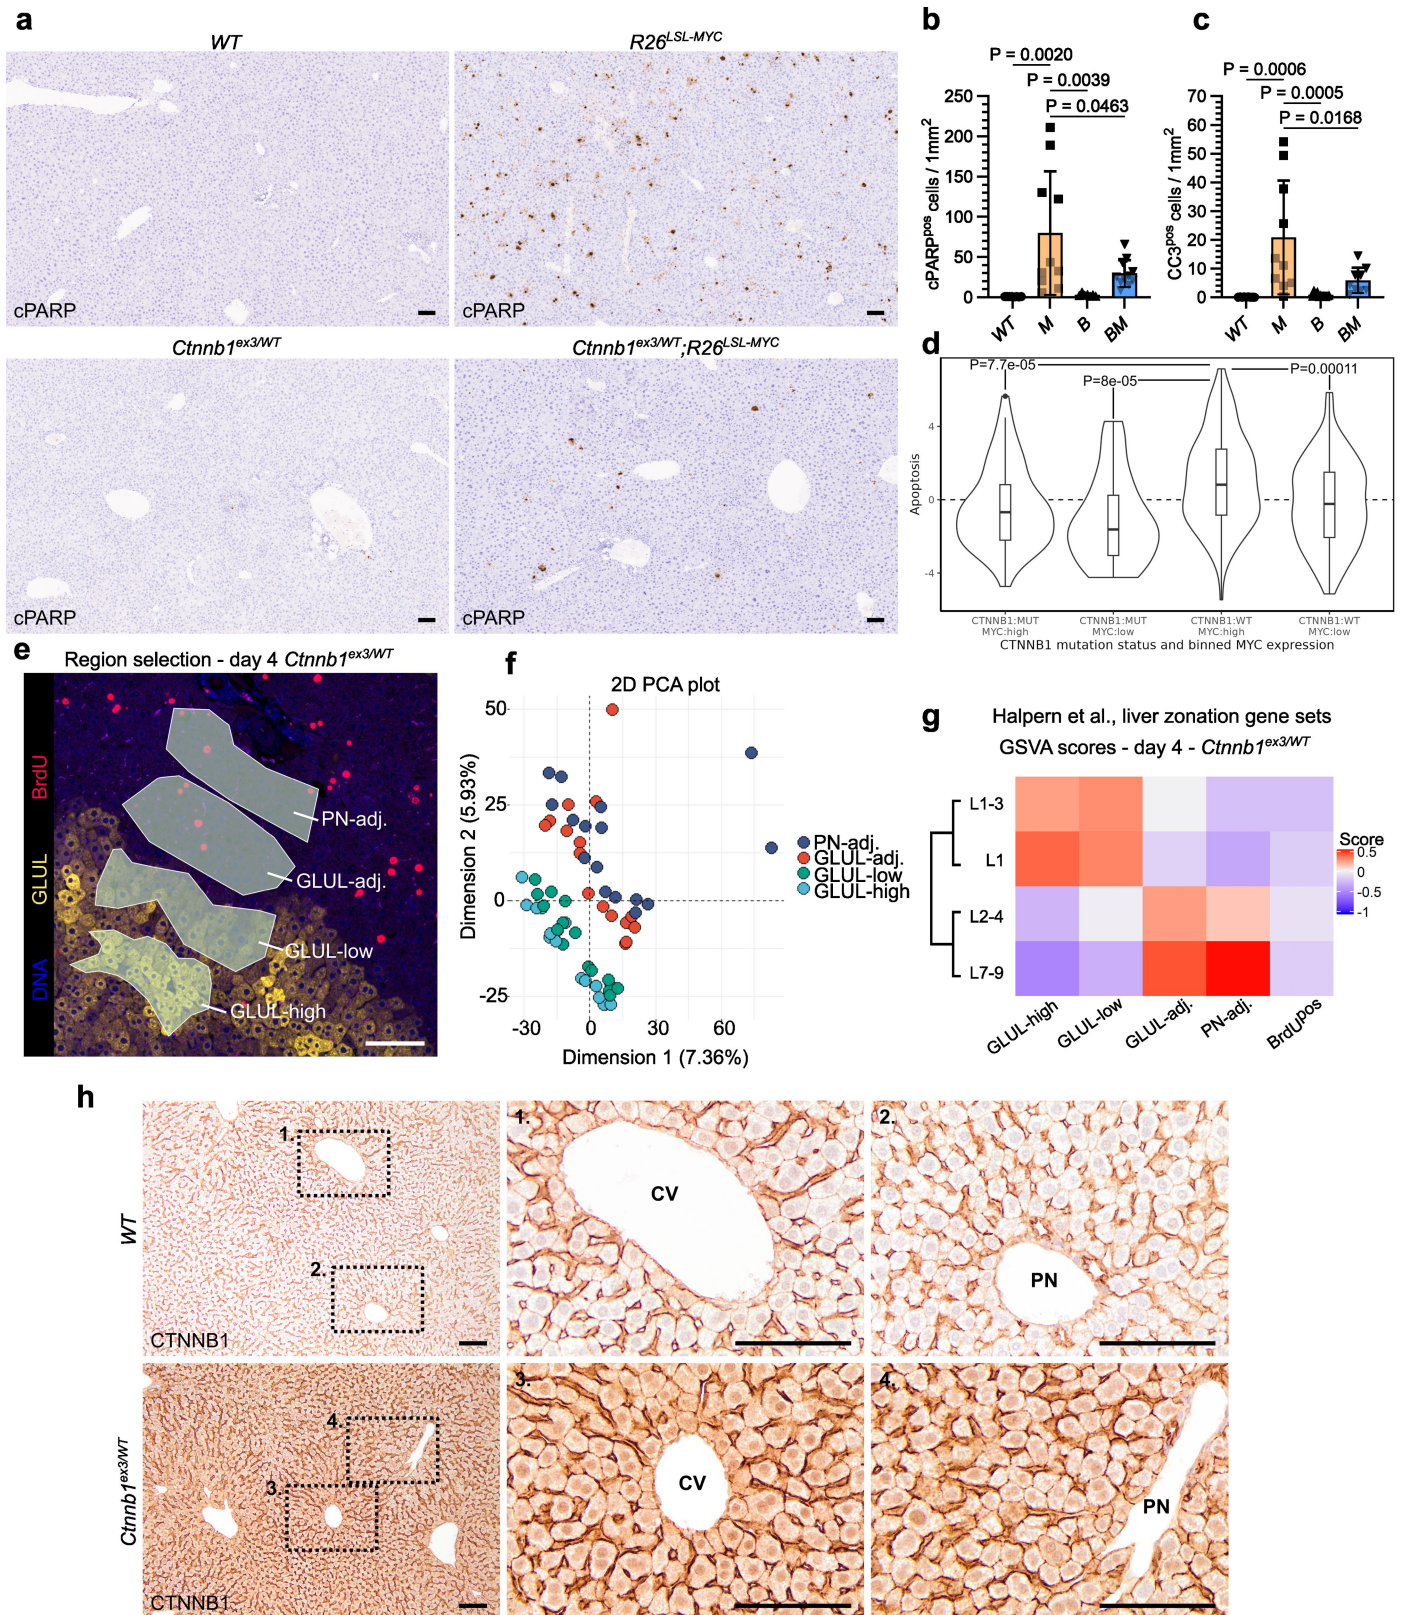 a
WT
R26LSL-MYC
cPARP
cPARP
Ctnnb1ex3/WT
Ctnnb1ex3/WT;R26LSL-MYC
cPARP
cPARP
b
P = 0.0020
P = 0.0039
P = 0.0463
cPARPpos cells / 1mm2
250
200
150
100
50
0
WT
M
B
BM
c
P = 0.0006
P = 0.0005
P = 0.0168
CC3pos cells / 1mm2
70
60
50
40
30
20
10
0
WT
M
B
BM
d
P=7.7e-05
P=8e-05
P=0.00011
Apoptosis
4
0
-4
CTNNB1:MUT
MYC:high
CTNNB1:MUT
MYC:low
CTNNB1:WT
MYC:high
CTNNB1:WT
MYC:low
CTNNB1 mutation status and binned MYC expression
e
Region selection - day 4 Ctnnb1ex3/WT
DNA GLUL BrdU
PN-adj.
GLUL-adj.
GLUL-low
GLUL-high
f
2D PCA plot
Dimension 2 (5.93%)
50
25
0
-25
-30
0
30
60
Dimension 1 (7.36%)
PN-adj.
GLUL-adj.
GLUL-low
GLUL-high
g
Halpern et al., liver zonation gene sets
GSVA scores - day 4 - Ctnnb1ex3/WT
L1-3
L1
L2-4
L7-9
GLUL-high
GLUL-low
GLUL-adj.
PN-adj.
BrdUpos
Score
0.5
0
-0.5
-1
h
WT
1.
2.
CTNNB1
1.
CV
2.
PN
Ctnnb1ex3/WT
4.
3.
CTNNB1
3.
CV
4.
PN